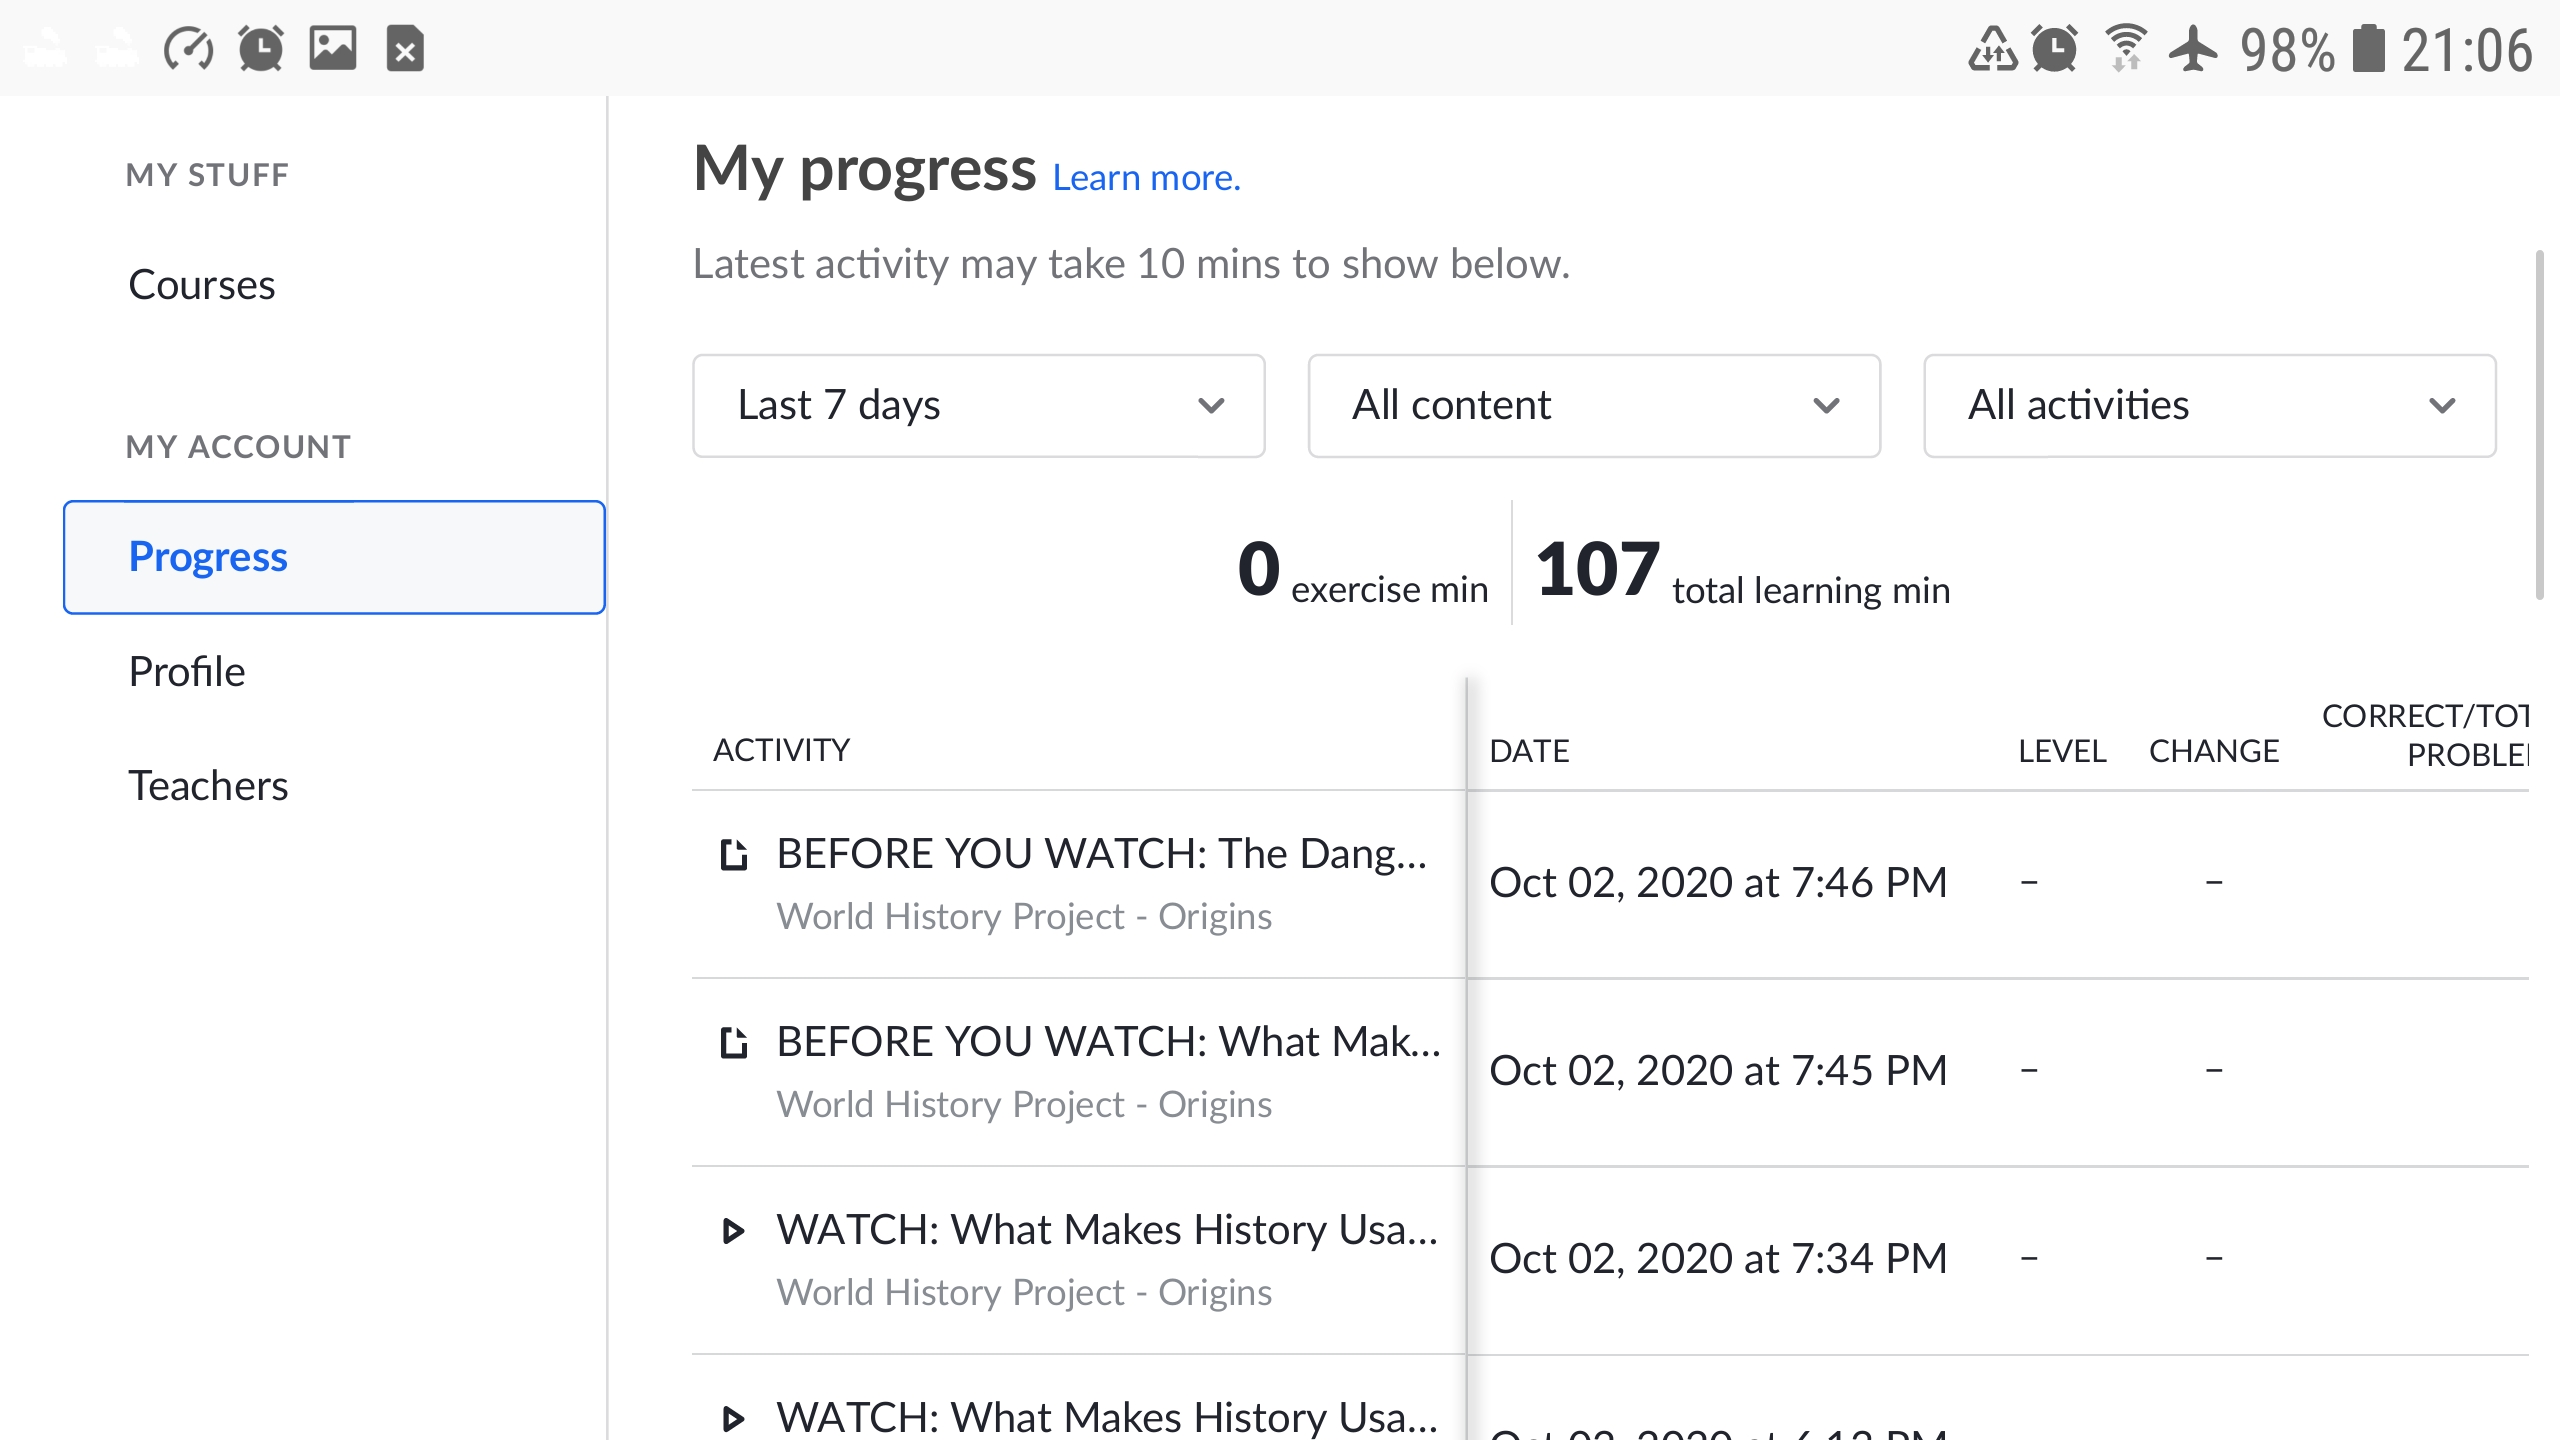 98% 21:06
MY STUFF
Courses
MY ACCOUNT
Progress
Profile
Teachers
My progress Learn more.
Latest activity may take 10 mins to show below.
Last 7 days
All content
All activities
0 exercise min
107 total learning min
ACTIVITY DATE LEVEL CHANGE CORRECT/TOT
PROBLE
BEFORE YOU WATCH: The Dang...
World History Project - Origins
Oct 02, 2020 at 7:46 PM – –
BEFORE YOU WATCH: What Mak...
World History Project - Origins
Oct 02, 2020 at 7:45 PM – –
WATCH: What Makes History Usa...
World History Project - Origins
Oct 02, 2020 at 7:34 PM – –
WATCH: What Makes History Usa...